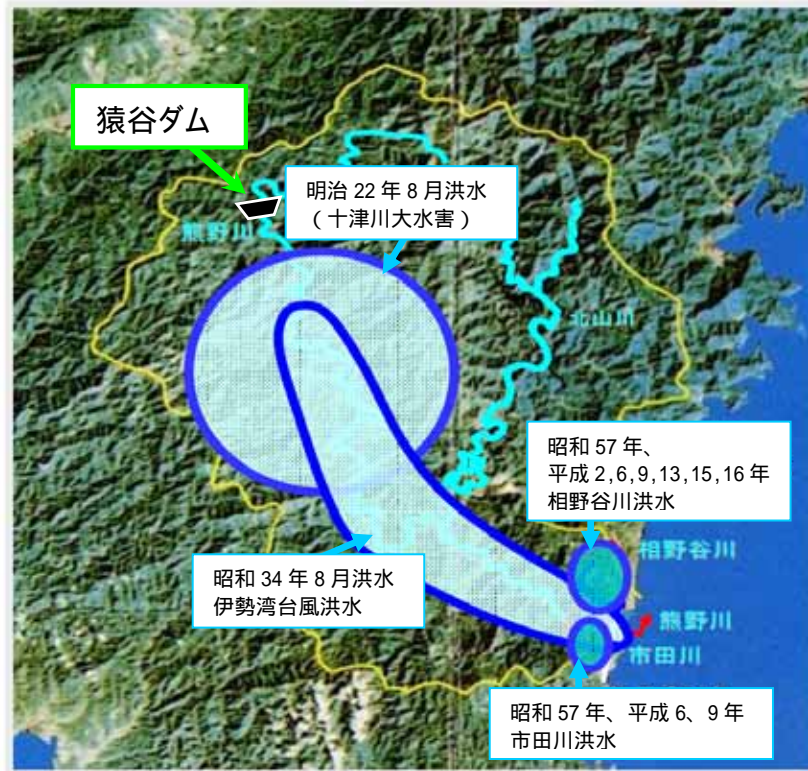 猿谷ダム
明治 22 年 8 月洪水
（十津川大水害）
熊野川
北山川
昭和 57 年、
平成 2,6,9,13,15,16 年
相野谷川洪水
相野谷川
昭和 34 年 8 月洪水
伊勢湾台風洪水
熊野川
市田川
昭和 57 年、平成 6、9 年
市田川洪水